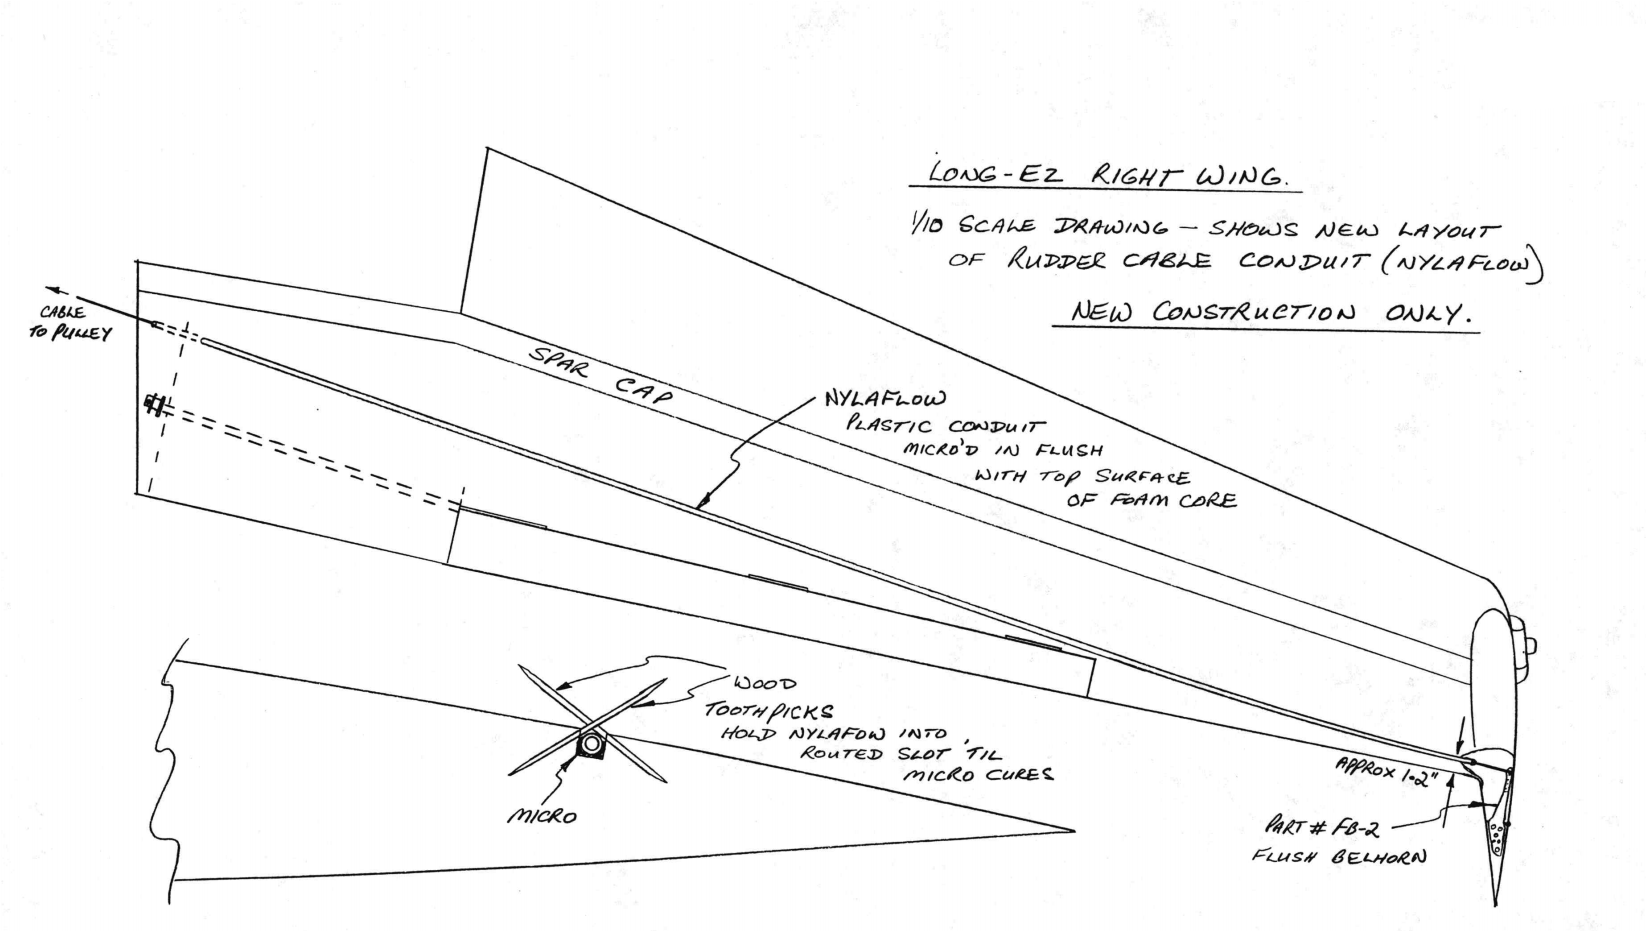 LONG-EZ RIGHT WING.
1/10 SCALE DRAWING — SHOWS NEW LAYOUT
OF RUDDER CABLE CONDUIT (NYLAFLOW)
NEW CONSTRUCTION ONLY.
CABLE
TO PULLEY
SPAR CAP
NYLAFLOW
PLASTIC CONDUIT
MICRO'D IN FLUSH
WITH TOP SURFACE
OF FOAM CORE
WOOD
TOOTHPICKS
HOLD NYLAFOW INTO
ROUTED SLOT 'TIL
MICRO CURES
MICRO
APPROX 1.2"
PART # FB-2
FLUSH BELHORN